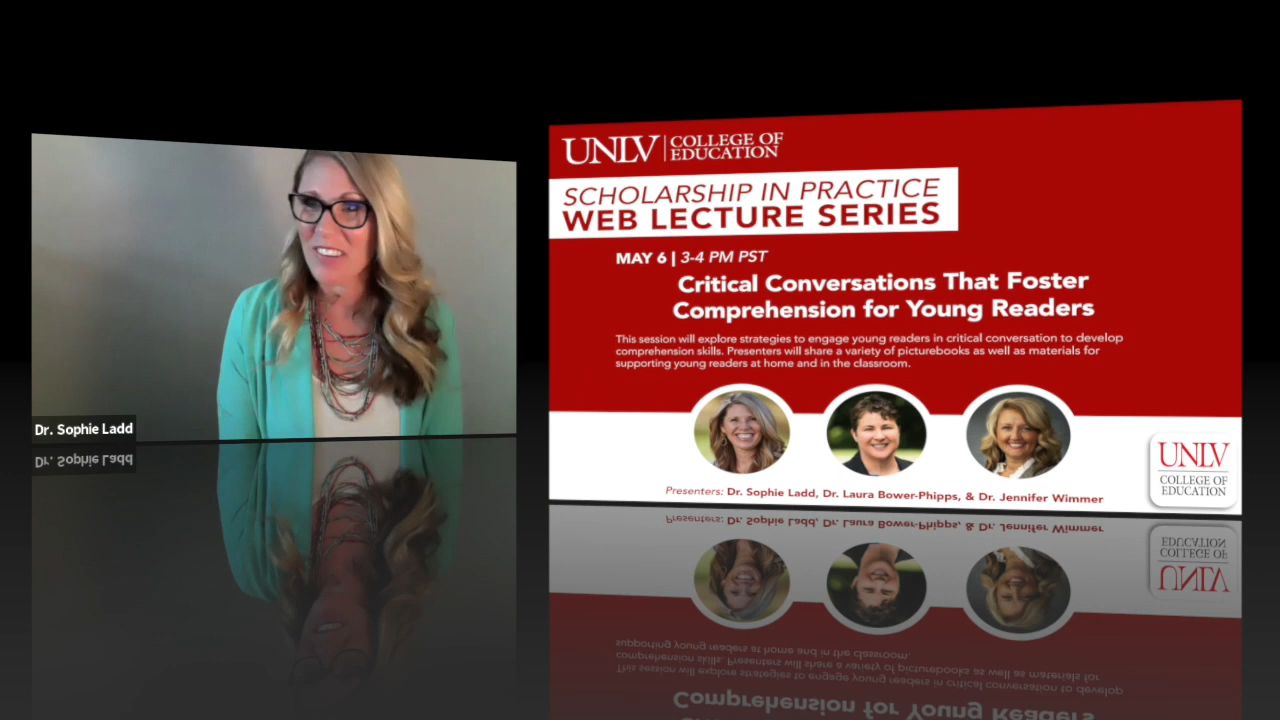 Dr. Sophie Ladd
UNLV | COLLEGE OF
EDUCATION
SCHOLARSHIP IN PRACTICE
WEB LECTURE SERIES
MAY 6 | 3-4 PM PST
Critical Conversations That Foster
Comprehension for Young Readers
This session will explore strategies to engage young readers in critical conversation to develop
comprehension skills. Presenters will share a variety of picturebooks as well as materials for
supporting young readers at home and in the classroom.
Presenters: Dr. Sophie Ladd, Dr. Laura Bower-Phipps, & Dr. Jennifer Wimmer
UNLV
COLLEGE OF
EDUCATION